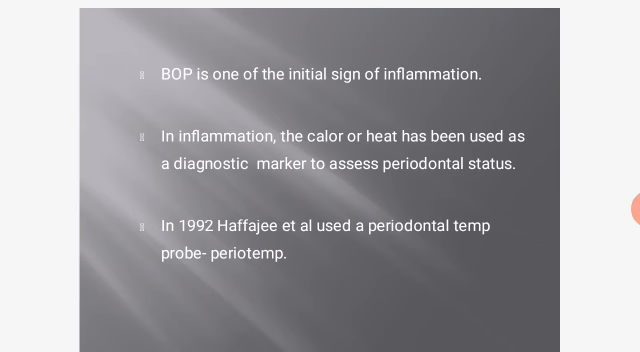 BOP is one of the initial sign of inflammation.
In inflammation, the calor or heat has been used as
a diagnostic  marker to assess periodontal status.
In 1992 Haffajee et al used a periodontal temp
probe- periotemp.